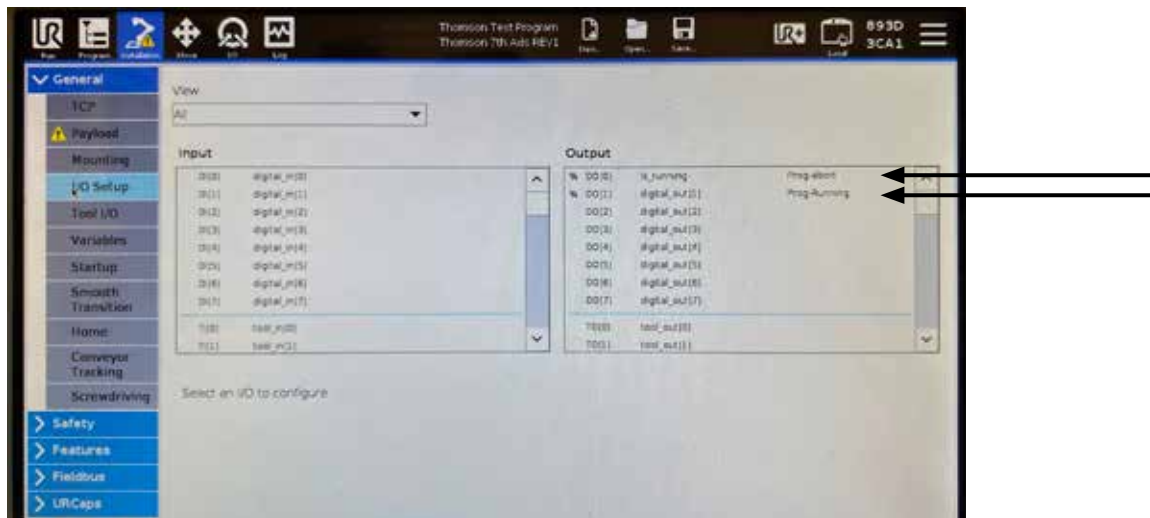 Thomson Test Program
Thomson 7th Axis REV1
Run Program Installation Move I/O Log
Open... Save...
UR+
Local
893D
3CA1
General
TCP
Payload
Mounting
I/O Setup
Tool I/O
Variables
Startup
Smooth
Transition
Home
Conveyor
Tracking
Screwdriving
Safety
Features
Fieldbus
URCaps
View
All
Input
DI[0] digital_in[0]
DI[1] digital_in[1]
DI[2] digital_in[2]
DI[3] digital_in[3]
DI[4] digital_in[4]
DI[5] digital_in[5]
DI[6] digital_in[6]
DI[7] digital_in[7]
TI[0] tool_in[0]
TI[1] tool_in[1]
Output
DO[0] is_running Prog-abort
DO[1] digital_out[1] Prog-Running
DO[2] digital_out[2]
DO[3] digital_out[3]
DO[4] digital_out[4]
DO[5] digital_out[5]
DO[6] digital_out[6]
DO[7] digital_out[7]
TO[0] tool_out[0]
TO[1] tool_out[1]
Select an I/O to configure